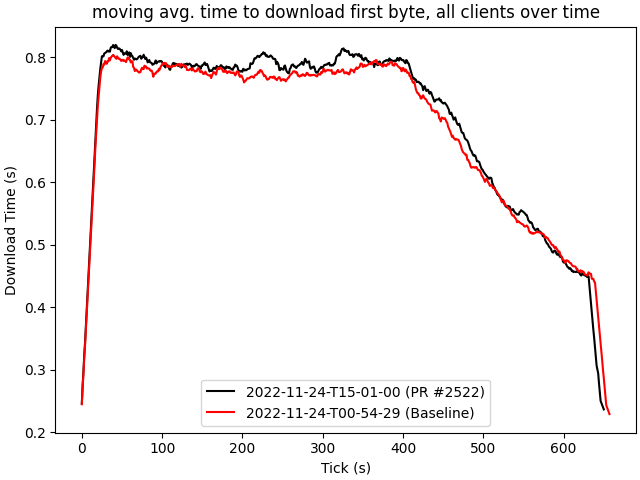 moving avg. time to download first byte, all clients over time
Download Time (s)
0.8
0.7
0.6
0.5
0.4
0.3
0.2
0 100 200 300 400 500 600
Tick (s)
2022-11-24-T15-01-00 (PR #2522)
2022-11-24-T00-54-29 (Baseline)